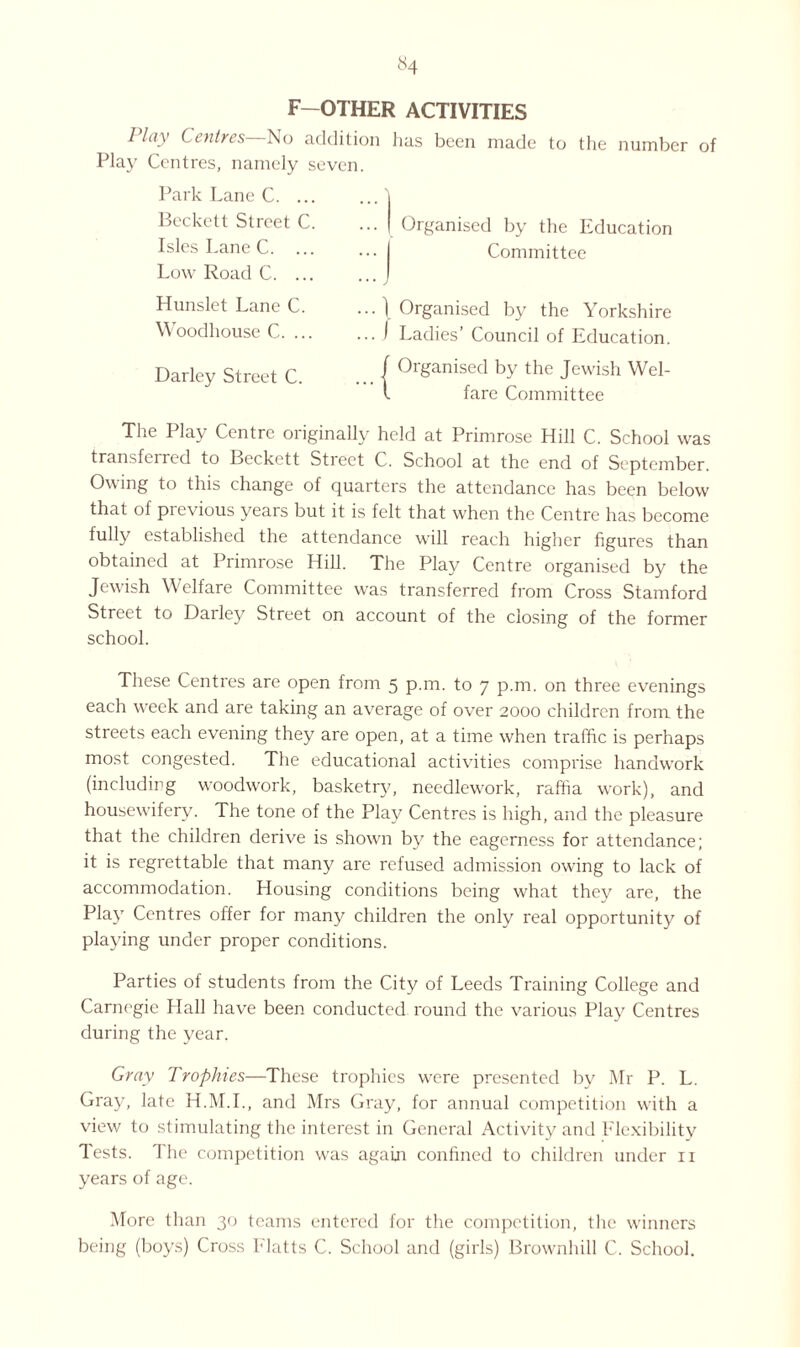 84
F—OTHER ACTIVITIES
Play Centres—No addition has been made to the number of
Play Centres, namely seven.
Park Lane C. ... ...
Beckett Street C. ... Organised by the Education
Isles Lane C. ... ... Committee
Low Road C. ... ...
Hunslet Lane C. ... Organised by the Yorkshire
Woodhouse C. ... ... Ladies' Council of Education.
Darley Street C. ... Organised by the Jewish Wel-
fare Committee
The Play Centre originally held at Primrose Hill C. School was
transferred to Beckett Street C. School at the end of September.
Owing to this change of quarters the attendance has been below
that of previous years but it is felt that when the Centre has become
fully established the attendance will reach higher figures than
obtained at Primrose Hill. The Play Centre organised by the
Jewish Welfare Committee was transferred from Cross Stamford
Street to Darley Street on account of the closing of the former
school.
These Centres are open from 5 p.m. to 7 p.m. on three evenings
each week and are taking an average of over 2000 children from the
streets each evening they are open, at a time when traffic is perhaps
most congested. The educational activities comprise handwork
(including woodwork, basketry, needlework, raffia work), and
housewifery. The tone of the Play Centres is high, and the pleasure
that the children derive is shown by the eagerness for attendance;
it is regrettable that many are refused admission owing to lack of
accommodation. Housing conditions being what they are, the
Play Centres offer for many children the only real opportunity of
playing under proper conditions.
Parties of students from the City of Leeds Training College and
Carnegie Hall have been conducted round the various Play Centres
during the year.
Gray Trophies—These trophies were presented by Mr P. L.
Gray, late H.M.I., and Mrs Gray, for annual competition with a
view to stimulating the interest in General Activity and Flexibility
Tests. The competition was again confined to children under 11
years of age.
More than 30 teams entered for the competition, the winners
being (boys) Cross Flatts C. School and (girls) Brownhill C. School.